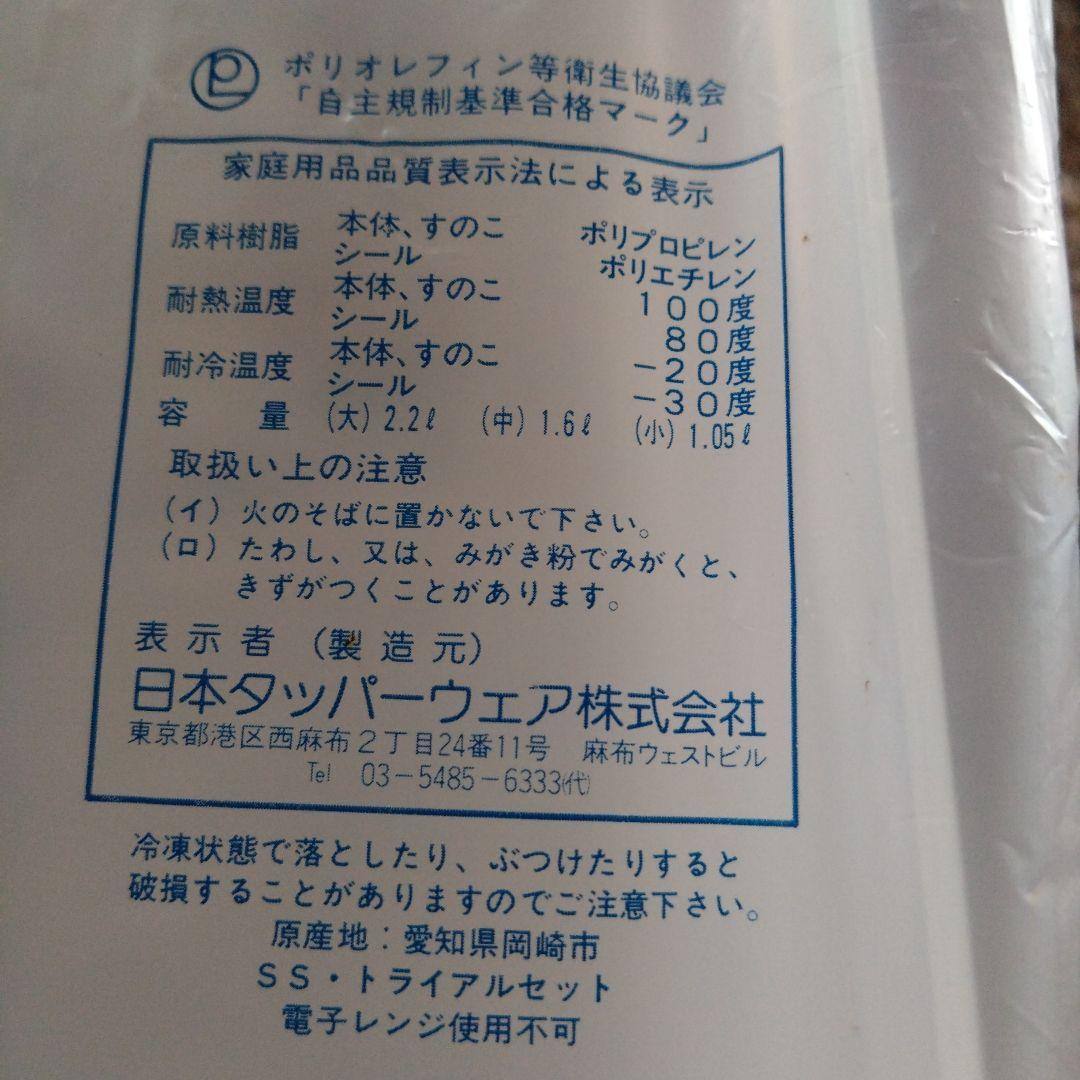 ポリオレフィン等衛生協議会
「自主規制基準合格マーク」
家庭用品品質表示法による表示
原料樹脂 本体、すのこ ポリプロピレン
シール ポリエチレン
耐熱温度 本体、すのこ 100度
シール 80度
耐冷温度 本体、すのこ −20度
シール −30度
容量 (大) 2.2ℓ (中) 1.6ℓ (小) 1.05ℓ
取扱い上の注意
(イ) 火のそばに置かないで下さい。
(ロ) たわし、又は、みがき粉でみがくと、
きずがつくことがあります。
表示者 (製造元)
日本タッパーウェア株式会社
東京都港区西麻布2丁目24番11号 麻布ウェストビル
Tel 03−5485−6333(代)
冷凍状態で落としたり、ぶつけたりすると
破損することがありますのでご注意下さい。
原産地：愛知県岡崎市
SS・トライアルセット
電子レンジ使用不可